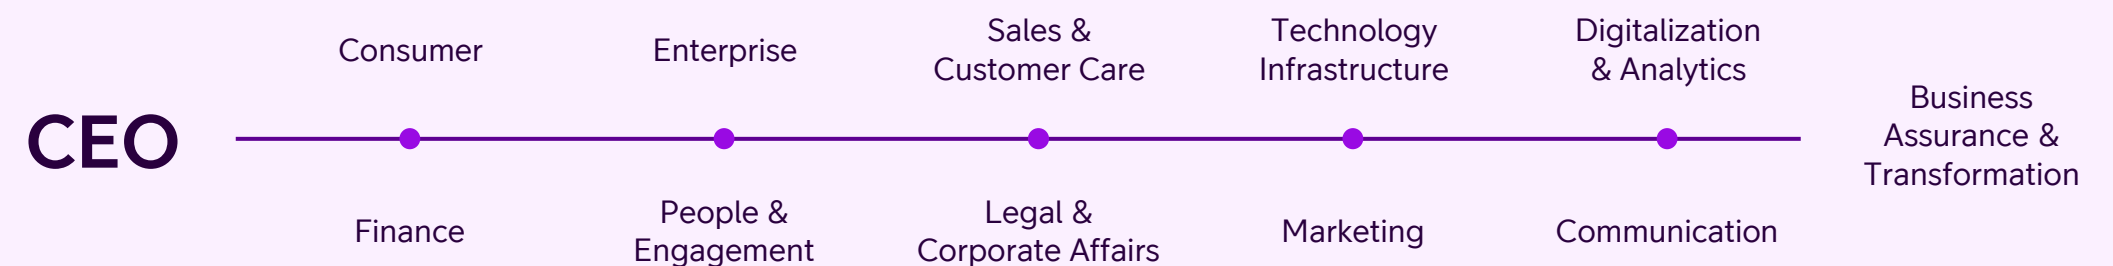 CEO
Consumer
Enterprise
Sales &
Customer Care
Technology
Infrastructure
Digitalization
& Analytics
Finance
People &
Engagement
Legal &
Corporate Affairs
Marketing
Communication
Business
Assurance &
Transformation